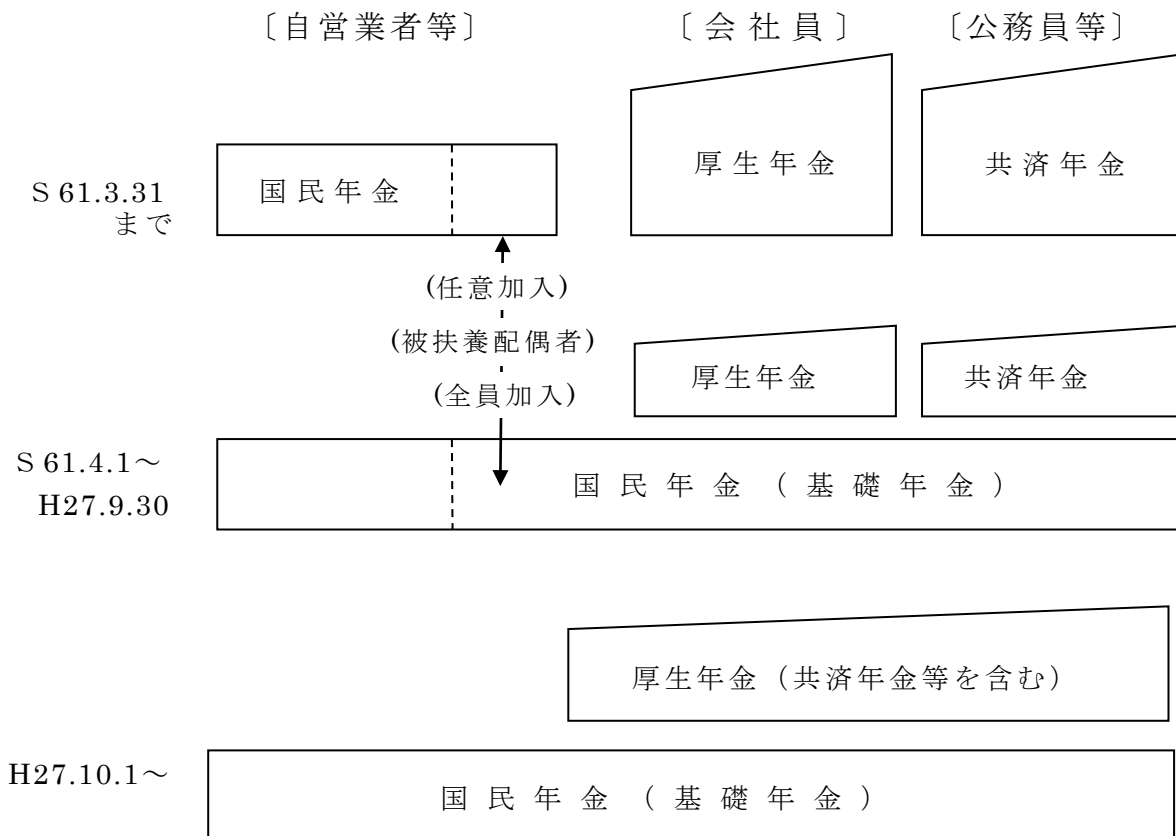 〔自営業者等〕 〔会社員〕 〔公務員等〕
厚生年金 共済年金
S 61.3.31 国民年金
まで
(任意加入)
(被扶養配偶者)
厚生年金 共済年金
(全員加入)
S 61.4.1～ 国民年金(基礎年金)
H27.9.30
厚生年金(共済年金等を含む)
H27.10.1～
国民年金(基礎年金)